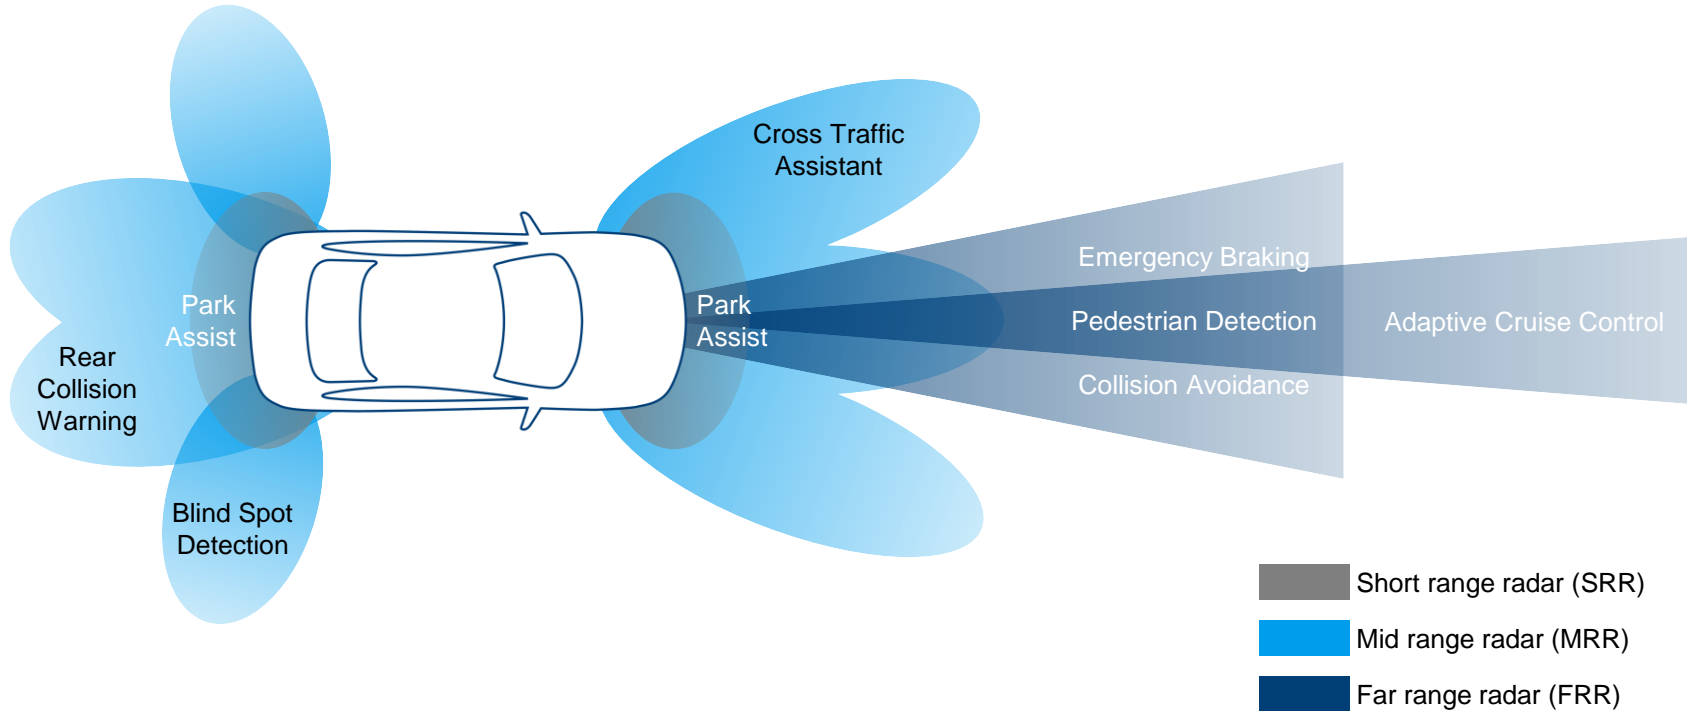 Cross Traffic
Assistant
Emergency Braking
Park
Assist
Park
Assist
Pedestrian Detection
Adaptive Cruise Control
Rear
Collision
Warning
Collision Avoidance
Blind Spot
Detection
Short range radar (SRR)
Mid range radar (MRR)
Far range radar (FRR)